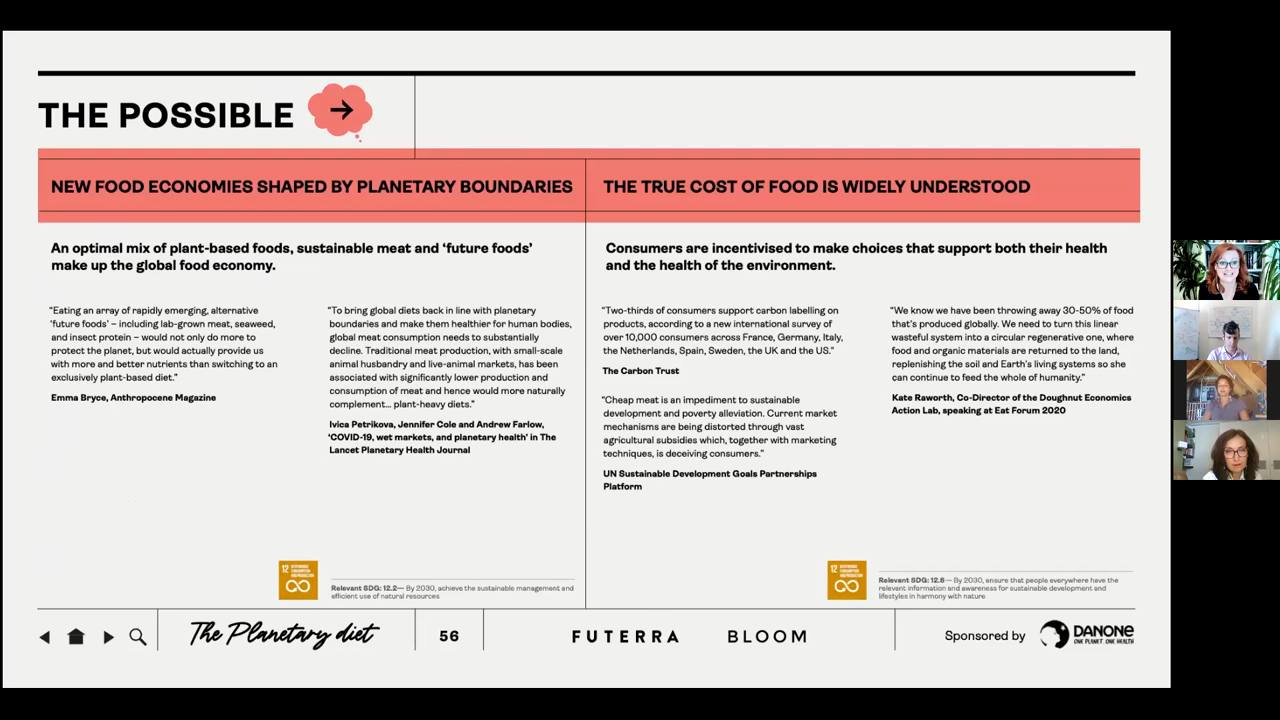 THE POSSIBLE
NEW FOOD ECONOMIES SHAPED BY PLANETARY BOUNDARIES
An optimal mix of plant-based foods, sustainable meat and ‘future foods’
make up the global food economy.
“Eating an array of rapidly emerging, alternative
‘future foods’ – including lab-grown meat, seaweed,
and insect protein – would not only do more to
protect the planet, but would actually provide us
with more and better nutrients than switching to an
exclusively plant-based diet.”
Emma Bryce, Anthropocene Magazine
“To bring global diets back in line with planetary
boundaries and make them healthier for human bodies,
global meat consumption needs to substantially
decline. Traditional meat production, with small-scale
animal husbandry and live-animal markets, has been
associated with significantly lower production and
consumption of meat and hence would more naturally
complement... plant-heavy diets.”
Ivica Petrikova, Jennifer Cole and Andrew Farlow,
‘COVID-19, wet markets, and planetary health’ in The
Lancet Planetary Health Journal
12 RESPONSIBLE
CONSUMPTION
AND PRODUCTION
Relevant SDG: 12.2— By 2030, achieve the sustainable management and
efficient use of natural resources
THE TRUE COST OF FOOD IS WIDELY UNDERSTOOD
Consumers are incentivised to make choices that support both their health
and the health of the environment.
“Two-thirds of consumers support carbon labelling on
products, according to a new international survey of
over 10,000 consumers across France, Germany, Italy,
the Netherlands, Spain, Sweden, the UK and the US.”
The Carbon Trust
“Cheap meat is an impediment to sustainable
development and poverty alleviation. Current market
mechanisms are being distorted through vast
agricultural subsidies which, together with marketing
techniques, is deceiving consumers.”
UN Sustainable Development Goals Partnerships
Platform
“We know we have been throwing away 30-50% of food
that’s produced globally. We need to turn this linear
wasteful system into a circular regenerative one, where
food and organic materials are returned to the land,
replenishing the soil and Earth’s living systems so she
can continue to feed the whole of humanity.”
Kate Raworth, Co-Director of the Doughnut Economics
Action Lab, speaking at Eat Forum 2020
12 RESPONSIBLE
CONSUMPTION
AND PRODUCTION
Relevant SDG: 12.8— By 2030, ensure that people everywhere have the
relevant information and awareness for sustainable development and
lifestyles in harmony with nature
The Planetary diet
56
FUTERRA
BLOOM
Sponsored by
DANONE
ONE PLANET. ONE HEALTH